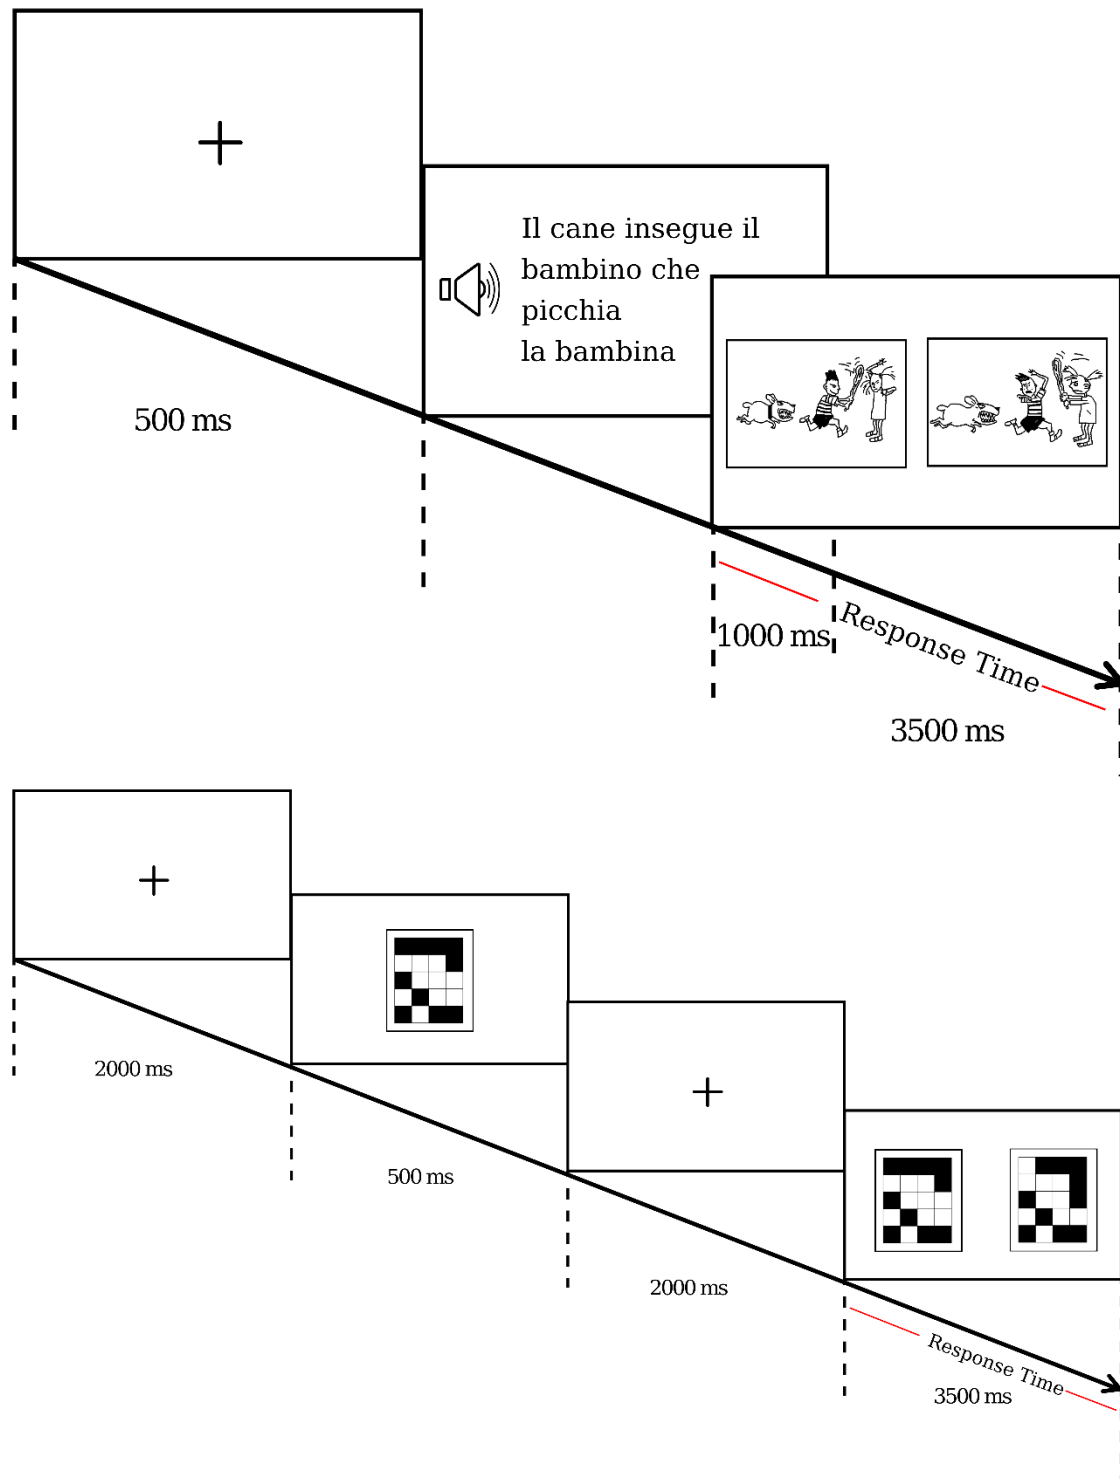 Il cane insegue il
bambino che
picchia
la bambina
500 ms
1000 ms
Response Time
3500 ms
2000 ms
500 ms
2000 ms
Response Time
3500 ms